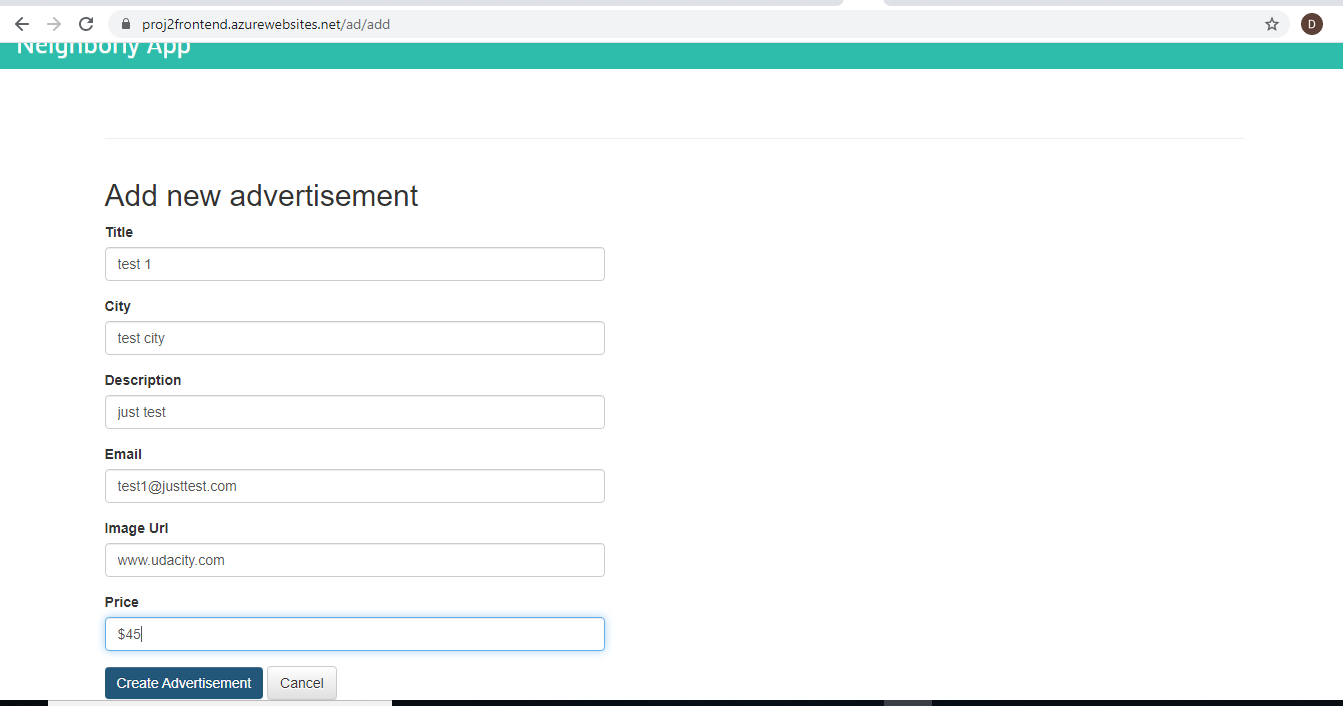 proj2frontend.azurewebsites.net/ad/add
D
Neighborly App
Add new advertisement
Title
test 1
City
test city
Description
just test
Email
test1@justtest.com
Image Url
www.udacity.com
Price
$45
Create Advertisement Cancel